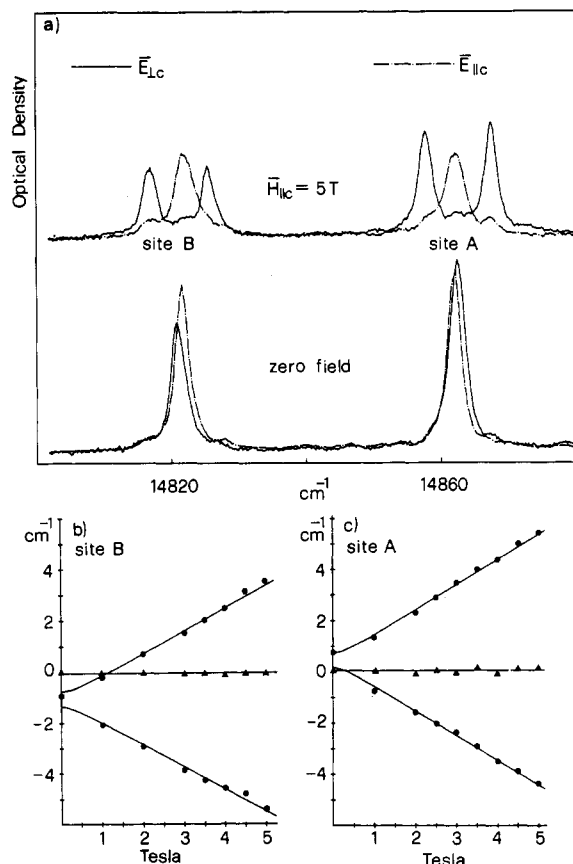 a)
E̅⊥c
E̅∥c
Optical Density
H̅∥c = 5T
site B
site A
zero field
14820
cm⁻¹
14860
cm⁻¹ b)
site B
4
2
0
-2
-4
1 2 3 4 5
Tesla
cm⁻¹ c)
site A
4
2
0
-2
-4
1 2 3 4 5
Tesla